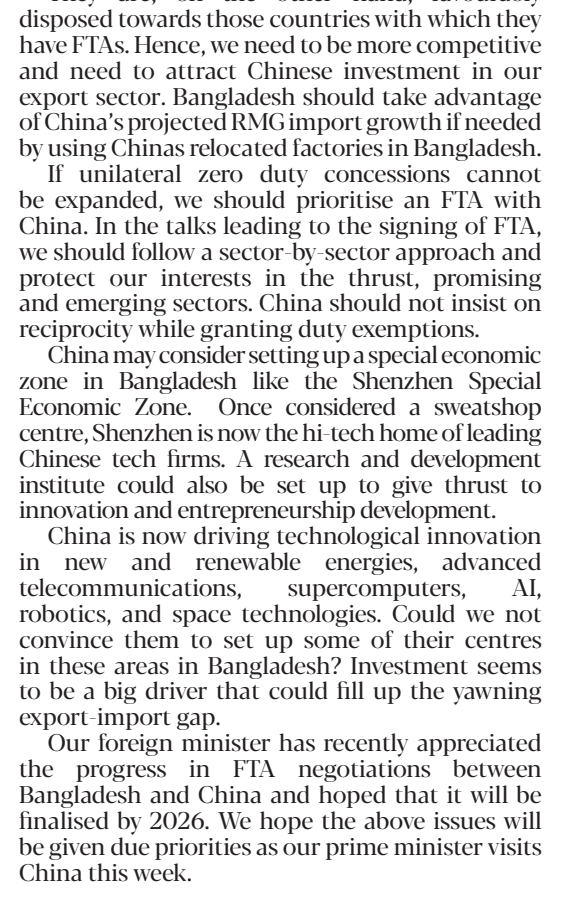 They are, on the other hand, favourably
disposed towards those countries with which they
have FTAs. Hence, we need to be more competitive
and need to attract Chinese investment in our
export sector. Bangladesh should take advantage
of China's projected RMG import growth if needed
by using Chinas relocated factories in Bangladesh.
If unilateral zero duty concessions cannot
be expanded, we should prioritise an FTA with
China. In the talks leading to the signing of FTA,
we should follow a sector-by-sector approach and
protect our interests in the thrust, promising
and emerging sectors. China should not insist on
reciprocity while granting duty exemptions.
China may consider setting up a special economic
zone in Bangladesh like the Shenzhen Special
Economic Zone. Once considered a sweatshop
centre, Shenzhen is now the hi-tech home of leading
Chinese tech firms. A research and development
institute could also be set up to give thrust to
innovation and entrepreneurship development.
China is now driving technological innovation
in new and renewable energies, advanced
telecommunications, supercomputers, AI,
robotics, and space technologies. Could we not
convince them to set up some of their centres
in these areas in Bangladesh? Investment seems
to be a big driver that could fill up the yawning
export-import gap.
Our foreign minister has recently appreciated
the progress in FTA negotiations between
Bangladesh and China and hoped that it will be
finalised by 2026. We hope the above issues will
be given due priorities as our prime minister visits
China this week.